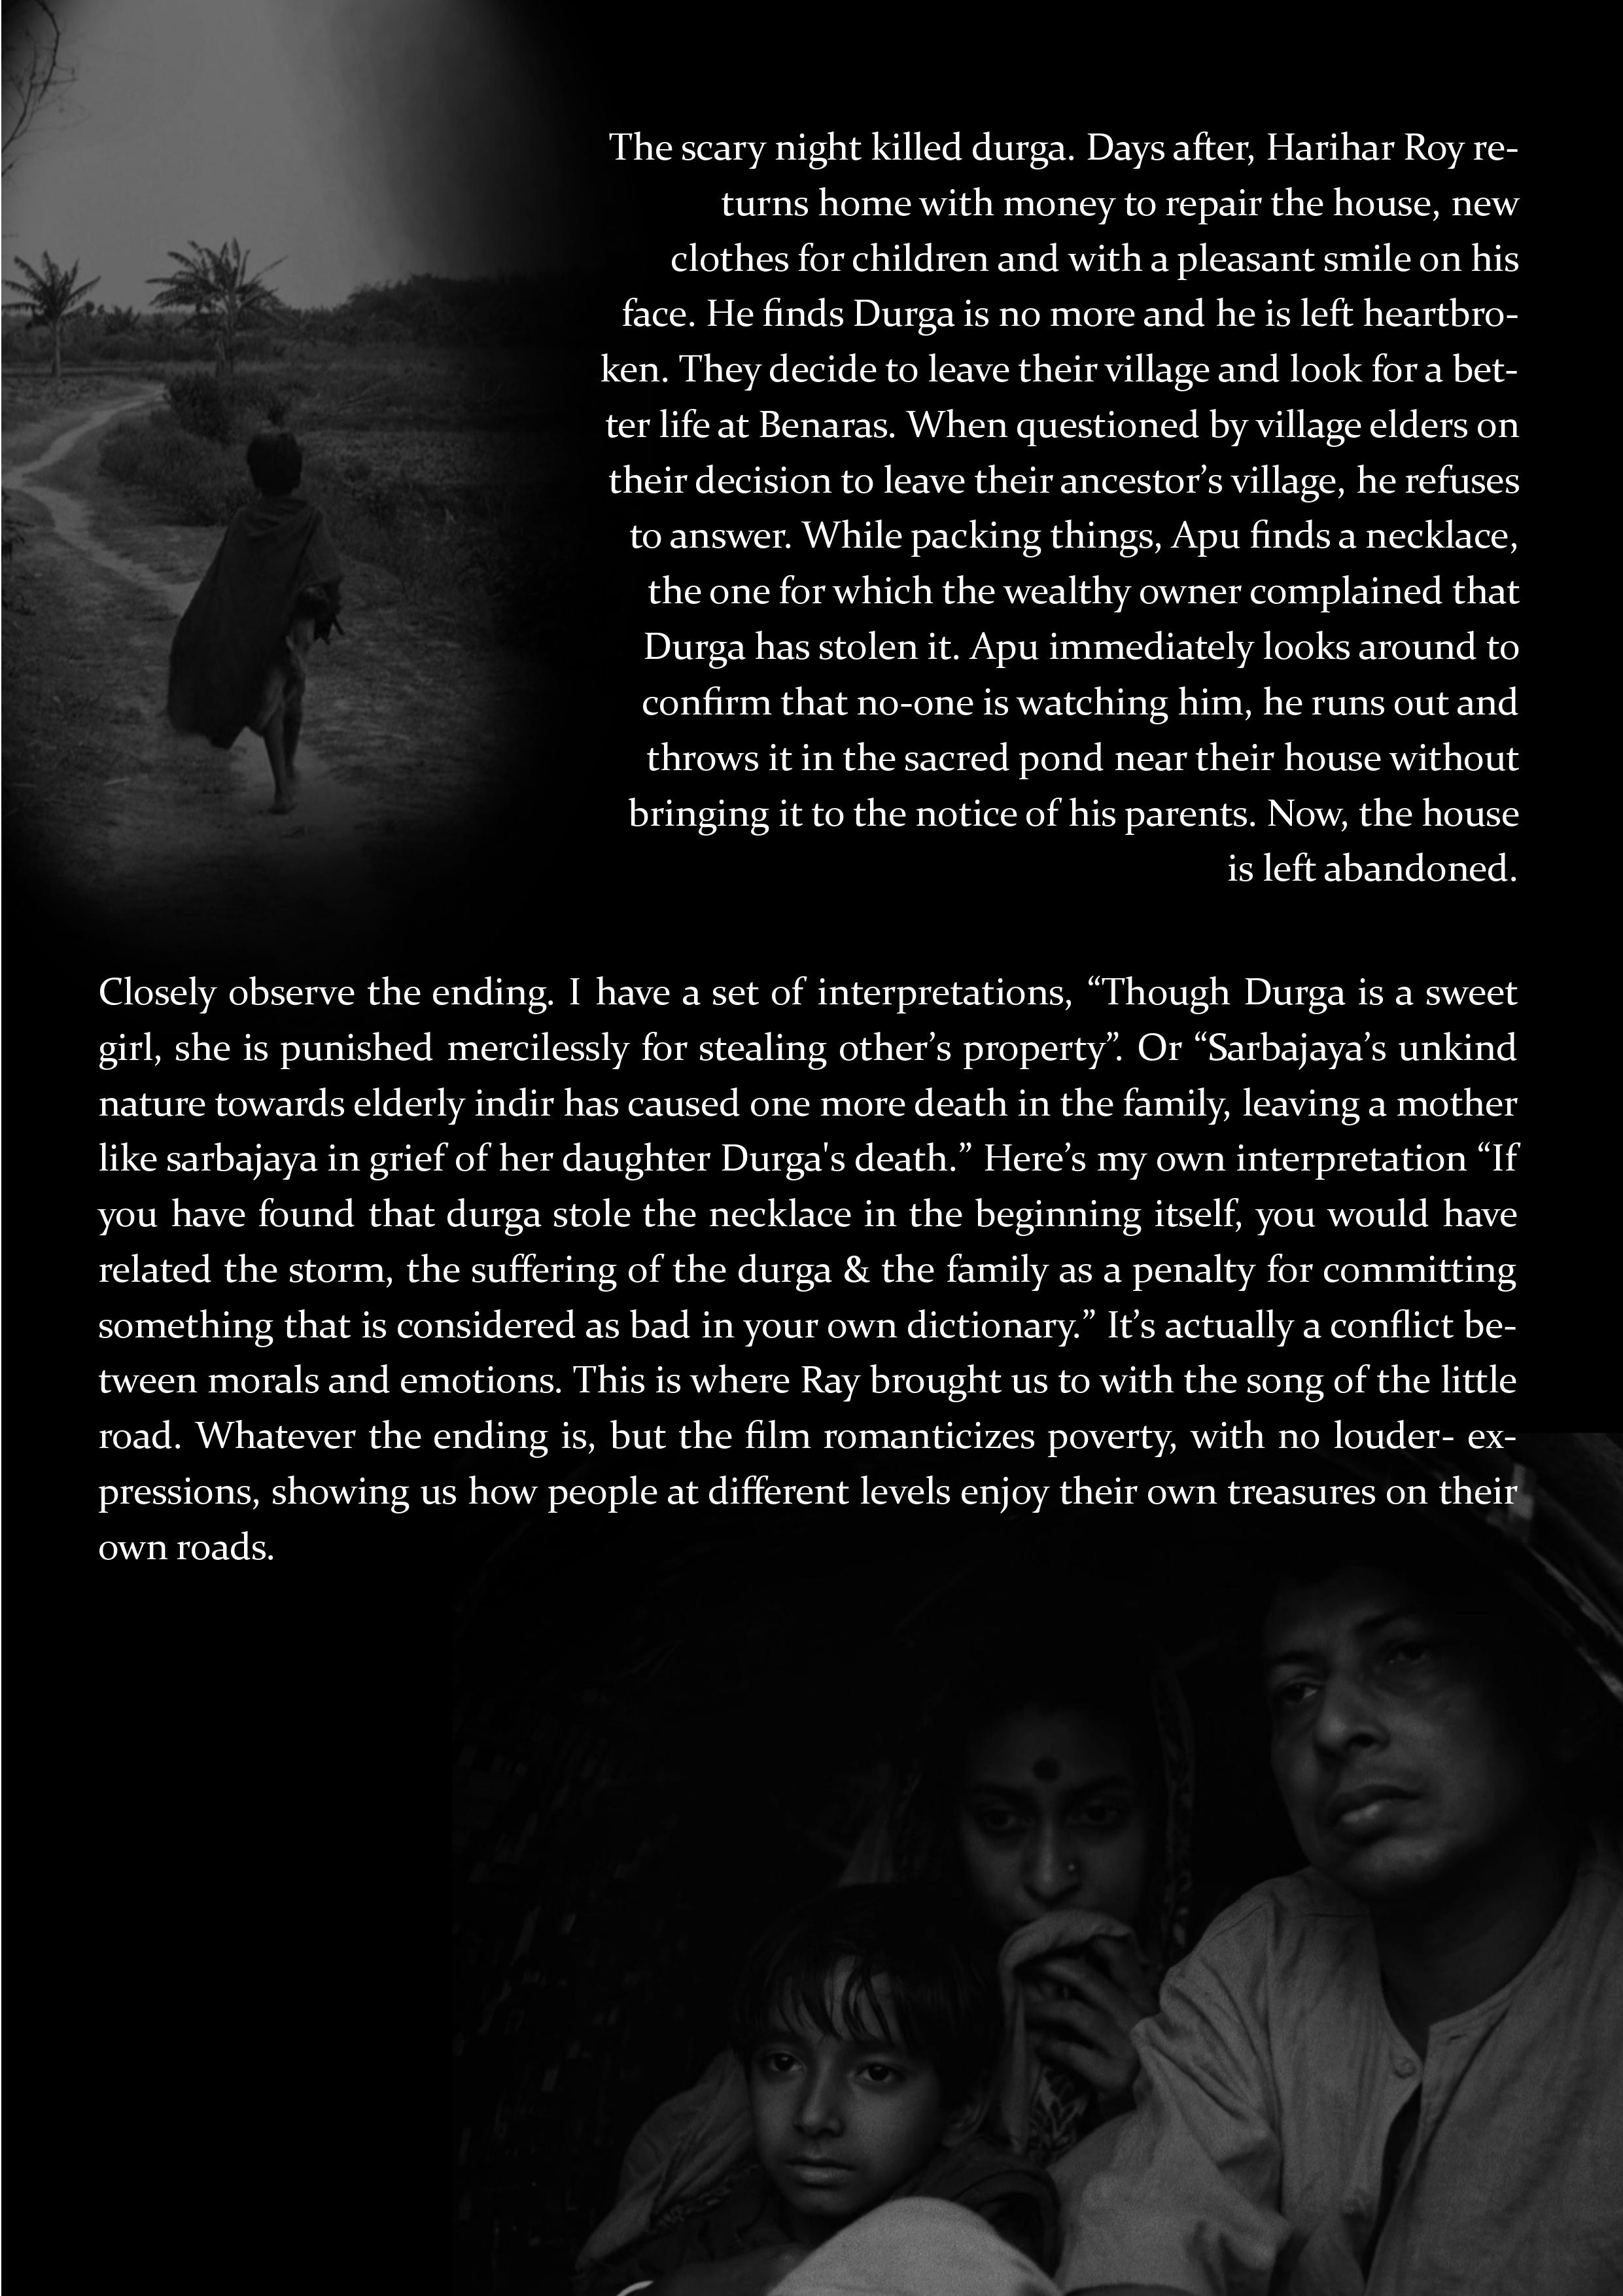 The scary night killed durga. Days after, Harihar Roy re-
turns home with money to repair the house, new
clothes for children and with a pleasant smile on his
face. He finds Durga is no more and he is left heartbro-
ken. They decide to leave their village and look for a bet-
ter life at Benaras. When questioned by village elders on
their decision to leave their ancestor’s village, he refuses
to answer. While packing things, Apu finds a necklace,
the one for which the wealthy owner complained that
Durga has stolen it. Apu immediately looks around to
confirm that no-one is watching him, he runs out and
throws it in the sacred pond near their house without
bringing it to the notice of his parents. Now, the house
is left abandoned.
Closely observe the ending. I have a set of interpretations, “Though Durga is a sweet
girl, she is punished mercilessly for stealing other’s property”. Or “Sarbajaya’s unkind
nature towards elderly indir has caused one more death in the family, leaving a mother
like sarbajaya in grief of her daughter Durga's death.” Here’s my own interpretation “If
you have found that durga stole the necklace in the beginning itself, you would have
related the storm, the suffering of the durga & the family as a penalty for committing
something that is considered as bad in your own dictionary.” It’s actually a conflict be-
tween morals and emotions. This is where Ray brought us to with the song of the little
road. Whatever the ending is, but the film romanticizes poverty, with no louder- ex-
pressions, showing us how people at different levels enjoy their own treasures on their
own roads.